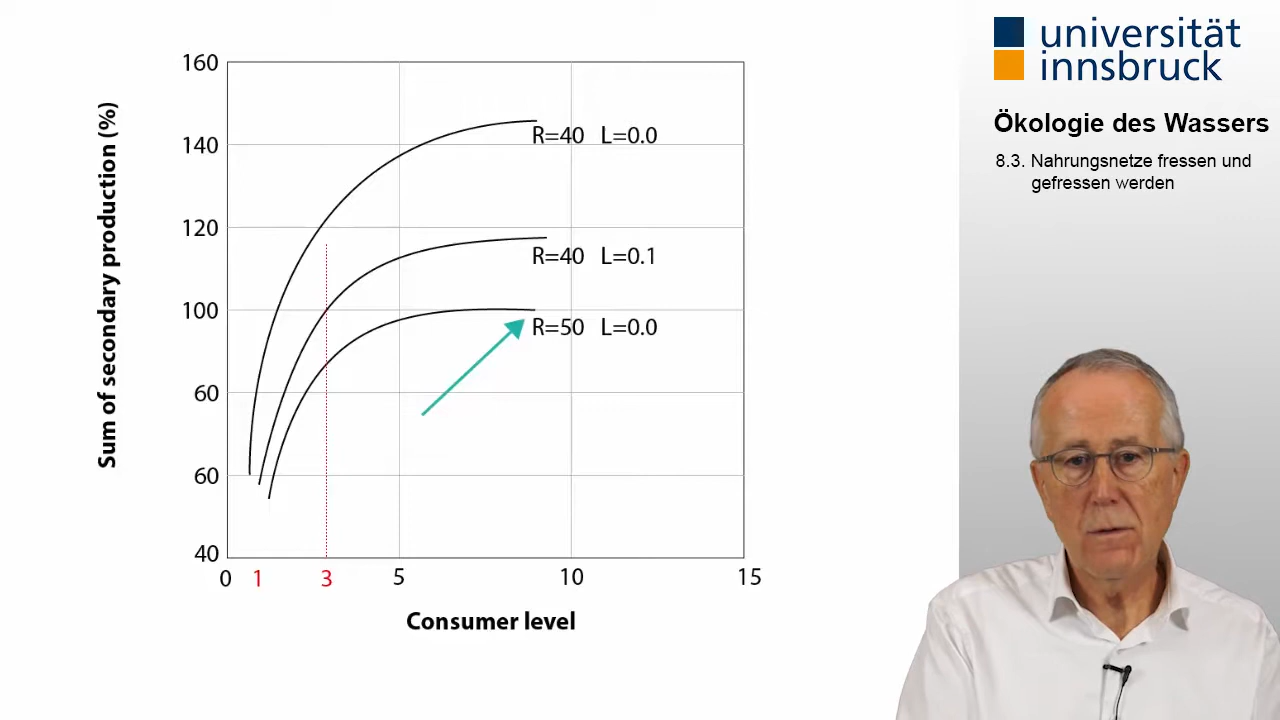 universität
innsbruck
Ökologie des Wassers
8.3. Nahrungsnetze fressen und
gefressen werden
Sum of secondary production (%)
160
140
120
100
60
60
40
R=40 L=0.0
R=40 L=0.1
R=50 L=0.0
0 1 3 5 10 15
Consumer level